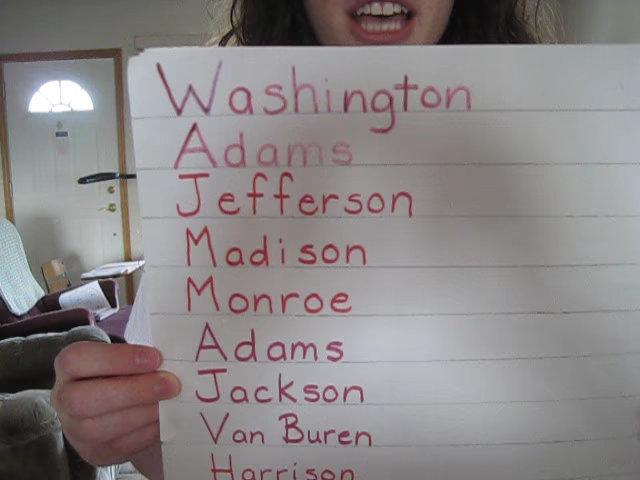 Washington
Adams
Jefferson
Madison
Monroe
Adams
Jackson
Van Buren
Harrison